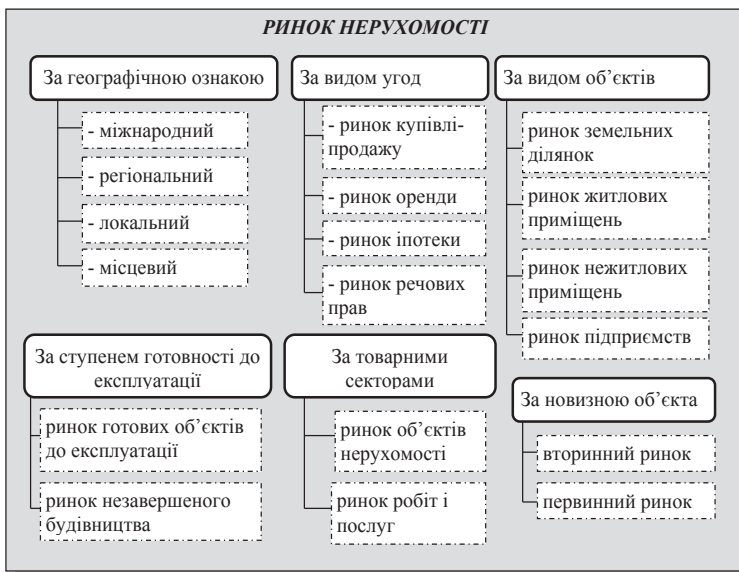 РИНОК НЕРУХОМОСТІ
За географічною ознакою
- міжнародний
- регіональний
- локальний
- місцевий
За видом угод
- ринок купівлі-
продажу
- ринок оренди
- ринок іпотеки
- ринок речових
прав
За видом об’єктів
ринок земельних
ділянок
ринок житлових
приміщень
ринок нежитлових
приміщень
ринок підприємств
За ступенем готовності до
експлуатації
ринок готових об’єктів
до експлуатації
ринок незавершеного
будівництва
За товарними
секторами
ринок об’єктів
нерухомості
ринок робіт і
послуг
За новизною об’єкта
вторинний ринок
первинний ринок